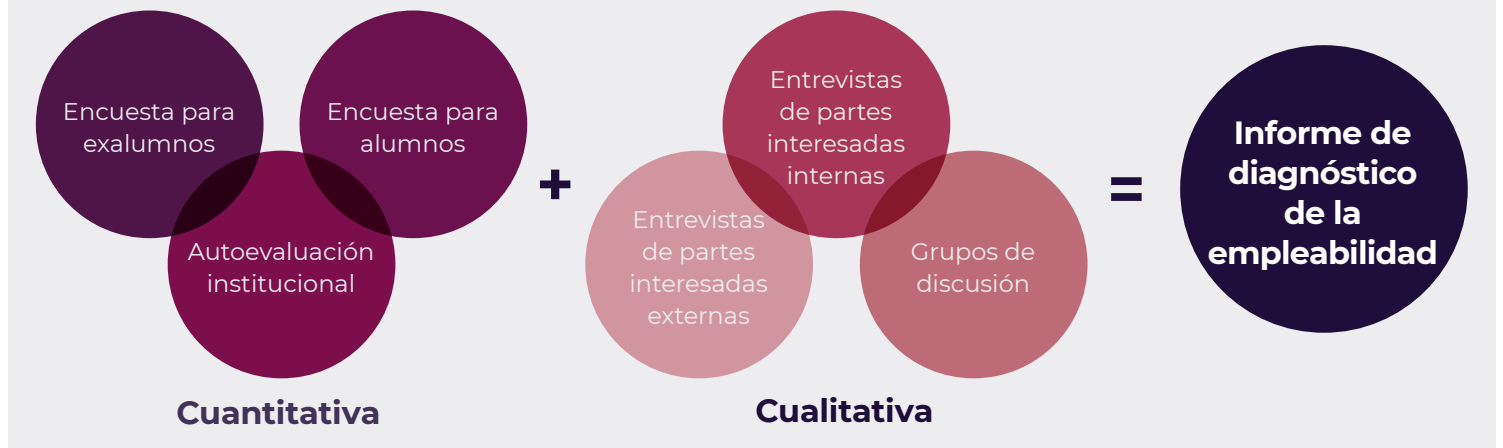 Encuesta para
exalumnos
Encuesta para
alumnos
Autoevaluación
institucional
Cuantitativa
+
Entrevistas
de partes
interesadas
internas
Entrevistas
de partes
interesadas
externas
Grupos de
discusión
Cualitativa
=
Informe de
diagnóstico
de la
empleabilidad